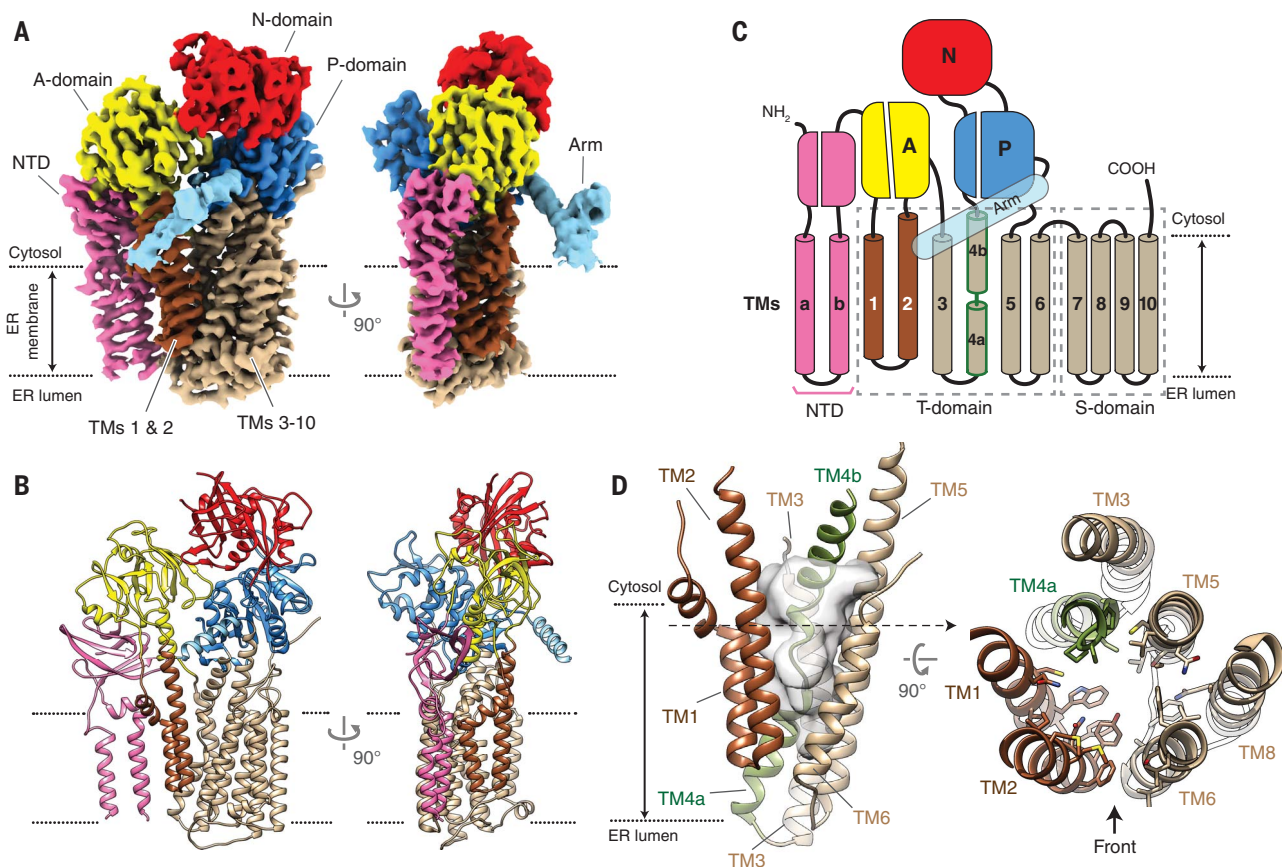 A
N-domain
P-domain
A-domain
NTD
Arm
Cytosol
ER
membrane
ER lumen
90°
TMs 1 & 2
TMs 3-10
B
90°
C
N
NH2
A
P
COOH
Arm
Cytosol
TMs
a
b
1
2
3
4b
4a
5
6
7
8
9
10
ER lumen
NTD
T-domain
S-domain
D
TM2
TM3
TM4b
TM5
Cytosol
TM1
TM4a
TM6
ER lumen
TM3
90°
TM3
TM4a
TM5
TM1
TM8
TM2
TM6
Front